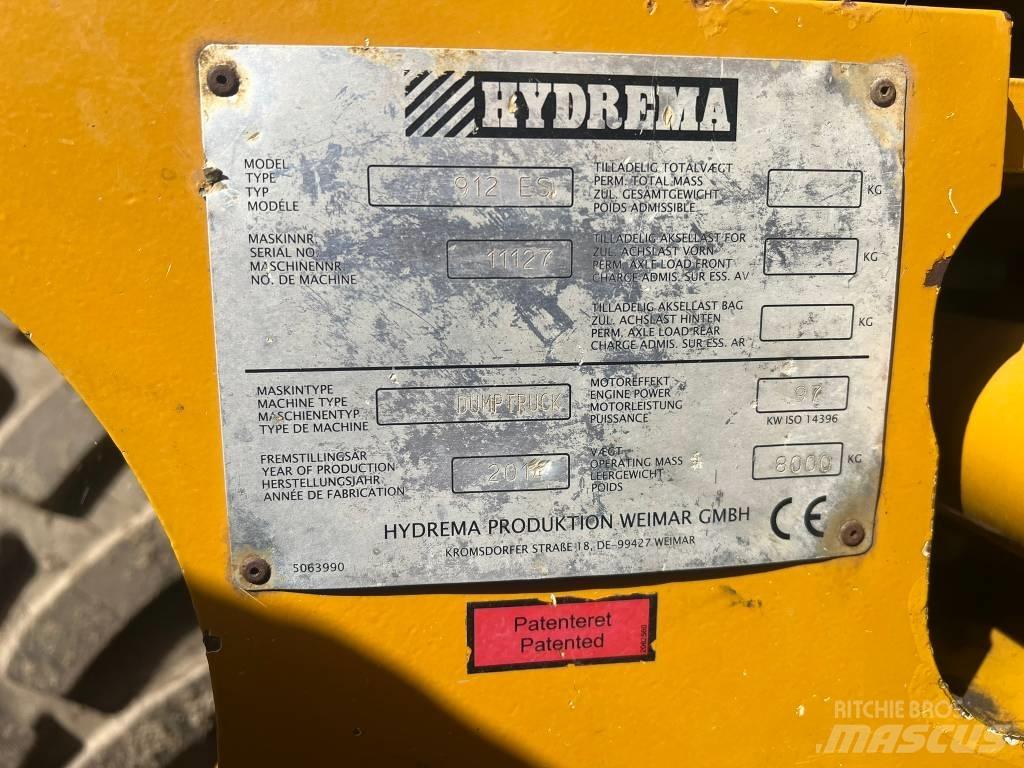 HYDREMA
MODEL
TYPE
TYP
MODÉLE
912 ES
TILLADELIG TOTALVÆGT
PERM. TOTAL MASS
ZUL. GESAMTGEWICHT
POIDS ADMISSIBLE
KG
MASKINNR.
SERIAL NO.
MASCHINENNR.
NO. DE MACHINE
11127
TILLADELIG AKSELLAST FOR
ZUL. ACHSLAST VORN
PERM. AXLE LOAD FRONT
CHARGE ADMIS. SUR ESS. AV
KG
TILLADELIG AKSELLAST BAG
ZUL. ACHSLAST HINTEN
PERM. AXLE LOAD REAR
CHARGE ADMIS. SUR ESS. AR
KG
MASKINTYPE
MACHINE TYPE
MASCHIENENTYP
TYPE DE MACHINE
DUMPTRUCK
MOTOREFFEKT
ENGINE POWER
MOTORLEISTUNG
PUISSANCE
97
KW ISO 14396
FREMSTILLINGSÅR
YEAR OF PRODUCTION
HERSTELLUNGSJAHR
ANNÉE DE FABRICATION
VÆGT
OPERATING MASS
LEERGEWICHT
POIDS
8000
KG
HYDREMA PRODUKTION WEIMAR GMBH
CE
KROMSDORFER STRAßE 18, DE-99427 WEIMAR
5063990
Patenteret
Patented
RITCHIE BROS
MASCUS